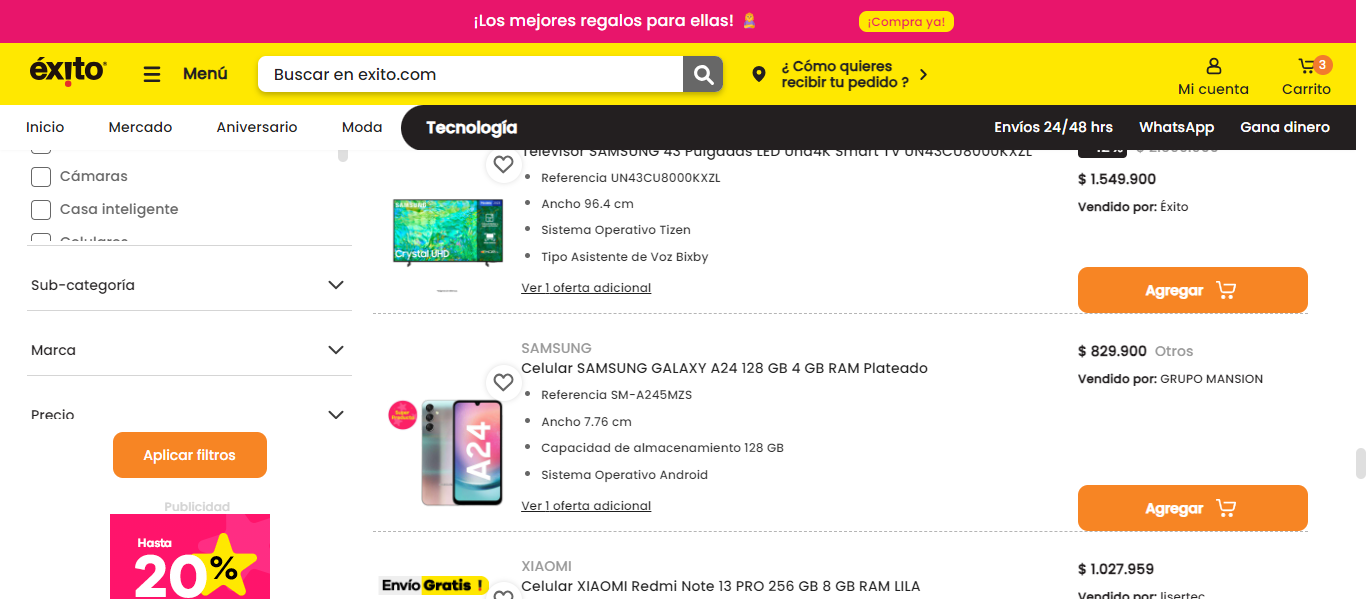 ¡Los mejores regalos para ellas!
¡Compra ya!
éxito
Menú
Buscar en exito.com
¿ Cómo quieres
recibir tu pedido ?
Mi cuenta
3
Carrito
Inicio
Mercado
Aniversario
Moda
Tecnología
Envíos 24/48 hrs
WhatsApp
Gana dinero
Cámaras
Casa inteligente
Celulares
Sub-categoría
Marca
Precio
Aplicar filtros
Publicidad
Hasta
20%
Televisor SAMSUNG 43 Pulgadas LED Uhd4K Smart TV UN43CU8000KXZL
Referencia UN43CU8000KXZL
Ancho 96.4 cm
Sistema Operativo Tizen
Tipo Asistente de Voz Bixby
Ver 1 oferta adicional
SAMSUNG
Crystal UHD
$ 1.549.900
Vendido por: Éxito
Agregar
SAMSUNG
Celular SAMSUNG GALAXY A24 128 GB 4 GB RAM Plateado
Referencia SM-A245MZS
Ancho 7.76 cm
Capacidad de almacenamiento 128 GB
Sistema Operativo Android
Ver 1 oferta adicional
Super
Producto
A24
$ 829.900 Otros
Vendido por: GRUPO MANSION
Agregar
Envío Gratis !
XIAOMI
Celular XIAOMI Redmi Note 13 PRO 256 GB 8 GB RAM LILA
$ 1.027.959
Vendido por: lisertec